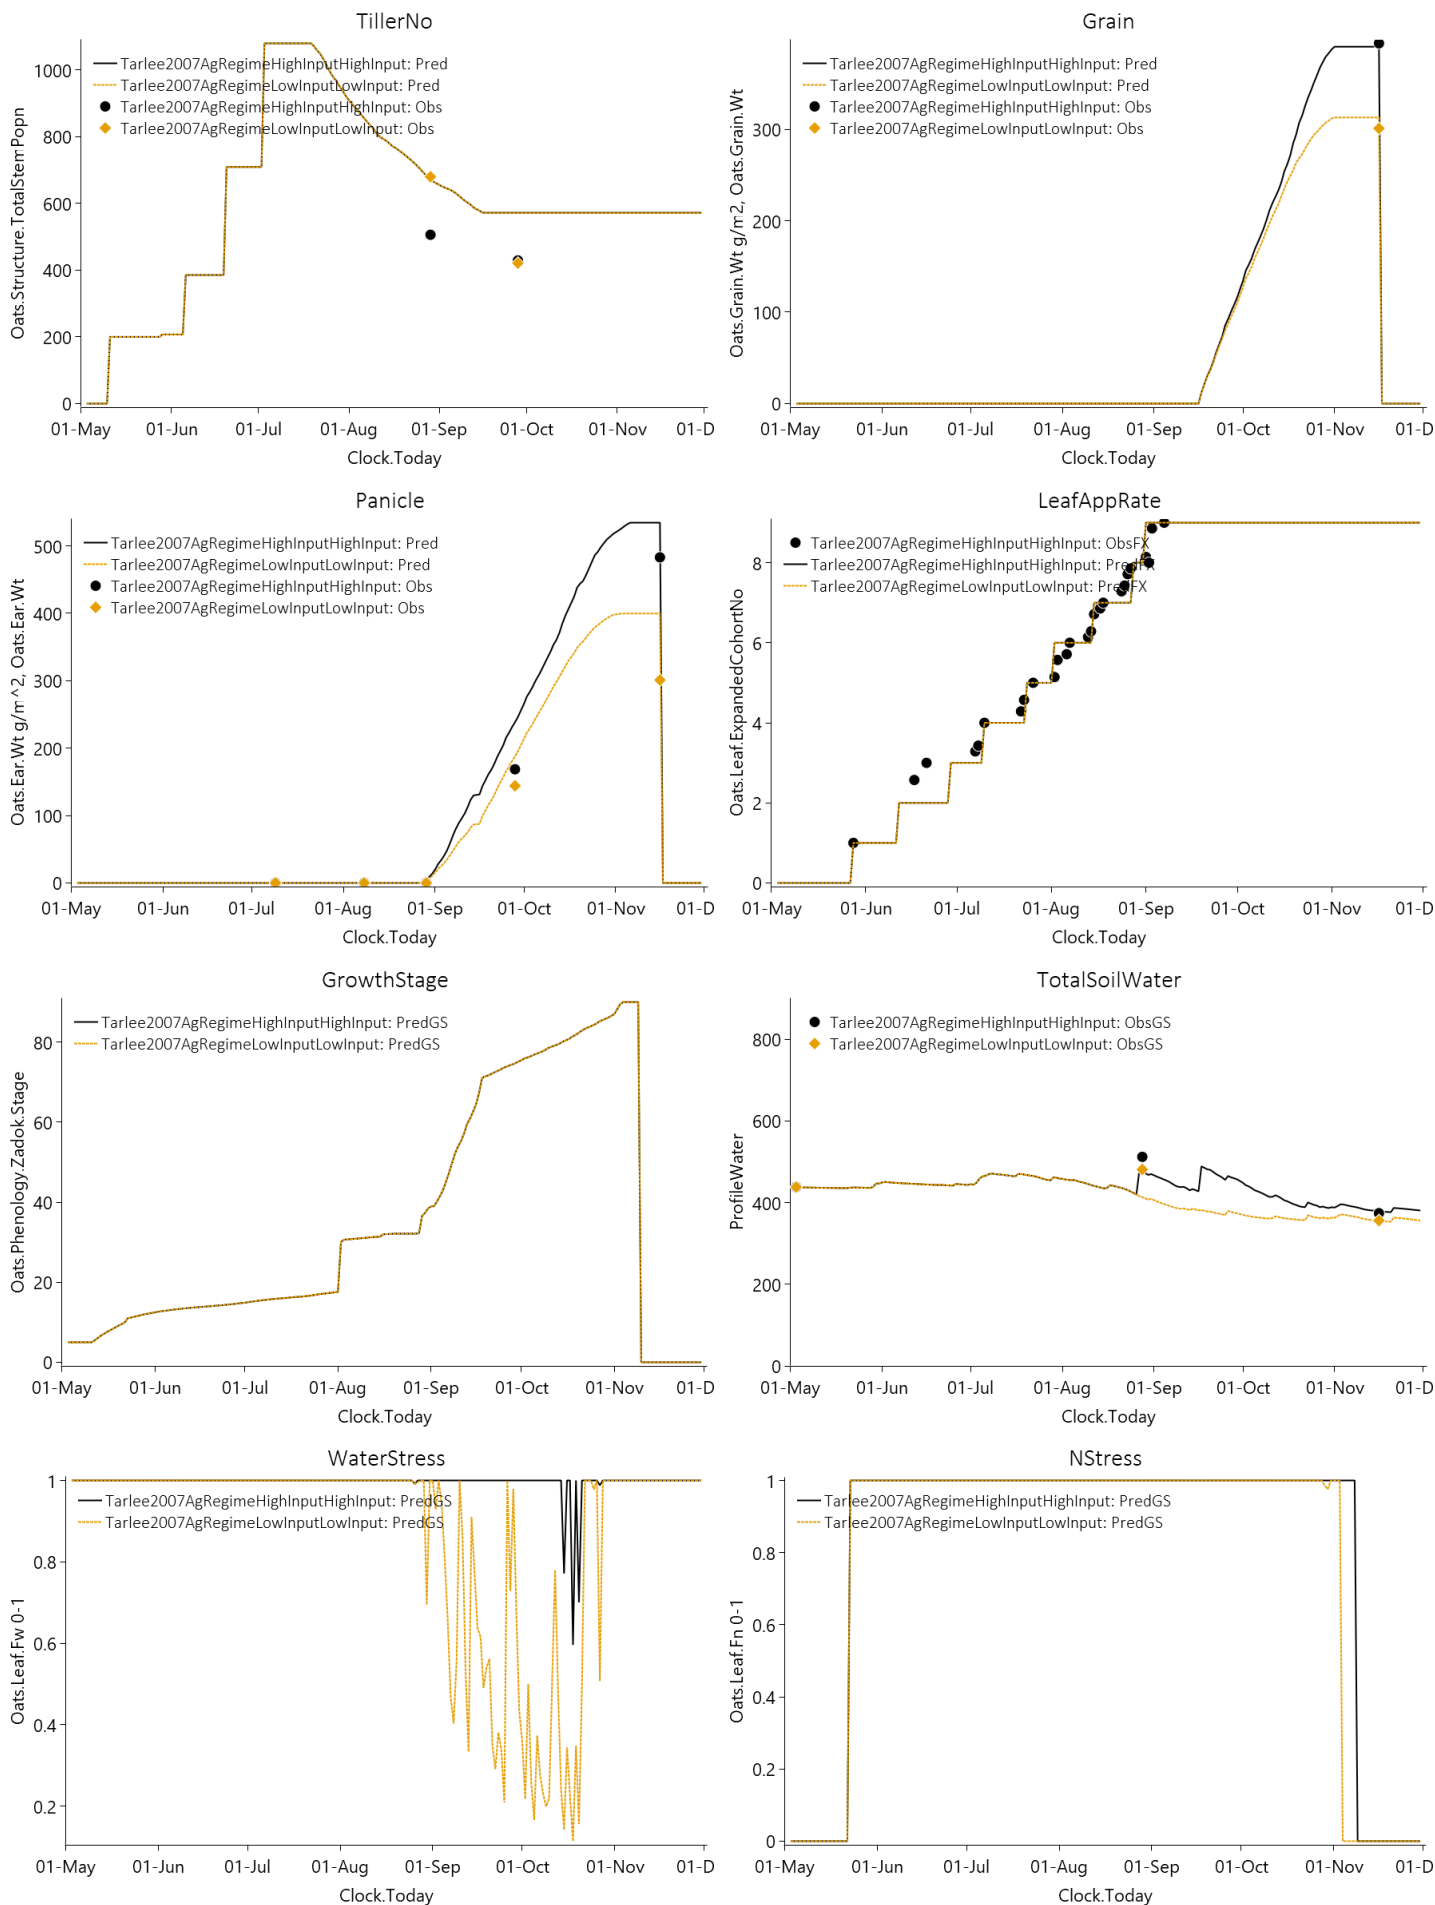 TillerNo
Oats.Structure.TotalStemPopn
1000
800
600
400
200
0
Tarlee2007AgRegimeHighInputHighInput: Pred
Tarlee2007AgRegimeLowInputLowInput: Pred
Tarlee2007AgRegimeHighInputHighInput: Obs
Tarlee2007AgRegimeLowInputLowInput: Obs
01-May 01-Jun 01-Jul 01-Aug 01-Sep 01-Oct 01-Nov 01-D
Clock.Today
Grain
Oats.Grain.Wt g/m2, Oats.Grain.Wt
300
200
100
0
Tarlee2007AgRegimeHighInputHighInput: Pred
Tarlee2007AgRegimeLowInputLowInput: Pred
Tarlee2007AgRegimeHighInputHighInput: Obs
Tarlee2007AgRegimeLowInputLowInput: Obs
01-May 01-Jun 01-Jul 01-Aug 01-Sep 01-Oct 01-Nov 01-D
Clock.Today
Panicle
Oats.Ear.Wt g/m^2, Oats.Ear.Wt
500
400
300
200
100
0
Tarlee2007AgRegimeHighInputHighInput: Pred
Tarlee2007AgRegimeLowInputLowInput: Pred
Tarlee2007AgRegimeHighInputHighInput: Obs
Tarlee2007AgRegimeLowInputLowInput: Obs
01-May 01-Jun 01-Jul 01-Aug 01-Sep 01-Oct 01-Nov 01-D
Clock.Today
LeafAppRate
Oats.Leaf.ExpandedCohortNo
8
6
4
2
0
Tarlee2007AgRegimeHighInputHighInput: ObsFX
Tarlee2007AgRegimeHighInputHighInput: PredFX
Tarlee2007AgRegimeLowInputLowInput: PredFX
01-May 01-Jun 01-Jul 01-Aug 01-Sep 01-Oct 01-Nov 01-D
Clock.Today
GrowthStage
Oats.Phenology.Zadok.Stage
80
60
40
20
0
Tarlee2007AgRegimeHighInputHighInput: PredGS
Tarlee2007AgRegimeLowInputLowInput: PredGS
01-May 01-Jun 01-Jul 01-Aug 01-Sep 01-Oct 01-Nov 01-D
Clock.Today
TotalSoilWater
ProfileWater
800
600
400
200
0
Tarlee2007AgRegimeHighInputHighInput: ObsGS
Tarlee2007AgRegimeLowInputLowInput: ObsGS
01-May 01-Jun 01-Jul 01-Aug 01-Sep 01-Oct 01-Nov 01-D
Clock.Today
WaterStress
Oats.Leaf.Fw 0-1
1
0.8
0.6
0.4
0.2
Tarlee2007AgRegimeHighInputHighInput: PredGS
Tarlee2007AgRegimeLowInputLowInput: PredGS
01-May 01-Jun 01-Jul 01-Aug 01-Sep 01-Oct 01-Nov 01-D
Clock.Today
NStress
Oats.Leaf.Fn 0-1
1
0.8
0.6
0.4
0.2
0
Tarlee2007AgRegimeHighInputHighInput: PredGS
Tarlee2007AgRegimeLowInputLowInput: PredGS
01-May 01-Jun 01-Jul 01-Aug 01-Sep 01-Oct 01-Nov 01-D
Clock.Today